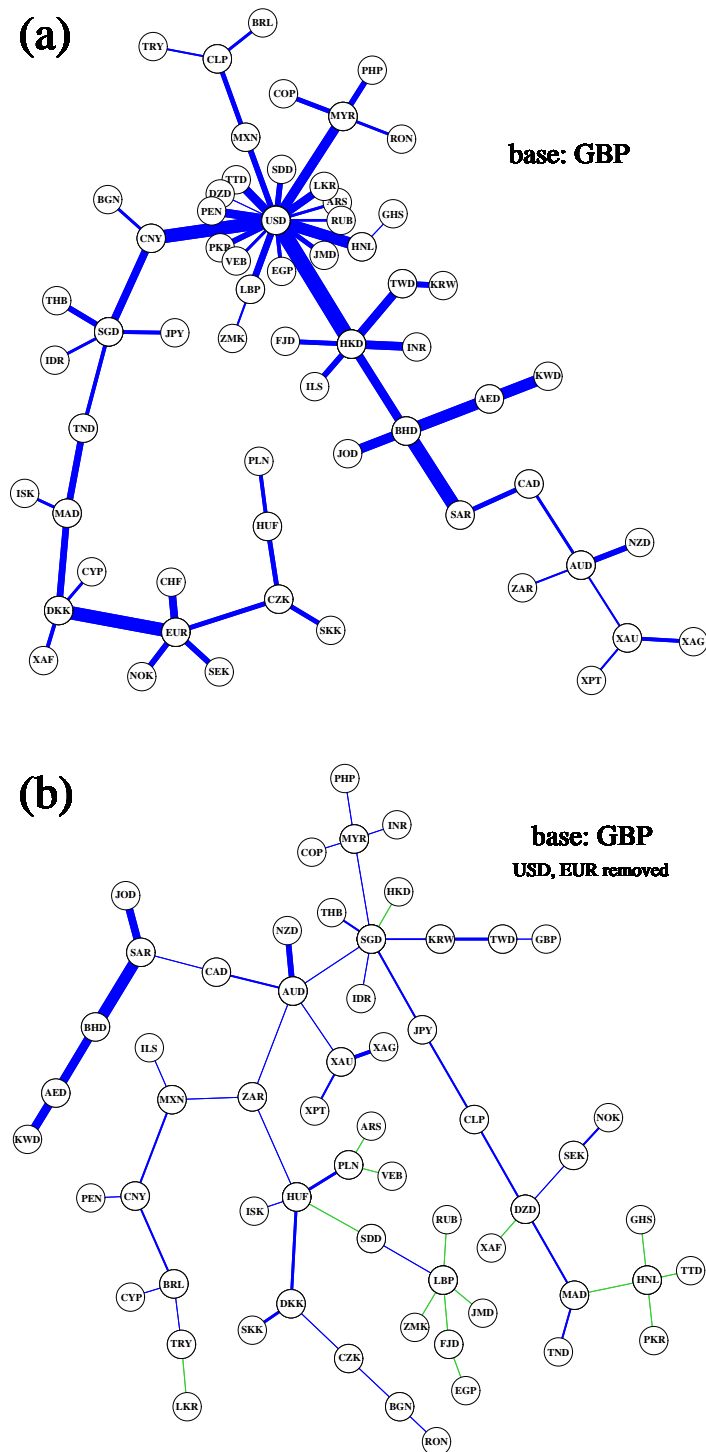 (a)
base: GBP
BRL
TRY
CLP
PHP
COP
MYR
RON
MXN
SDD
TTD
LKR
DZD
ARS
BGN
PEN
USD
RUB
GHS
CNY
PKR
HNL
VEB
JMD
EGP
LBP
TWD
KRW
THB
SGD
JPY
ZMK
FJD
HKD
INR
IDR
ILS
KWD
AED
TND
BHD
JOD
PLN
CAD
ISK
MAD
SAR
HUF
NZD
AUD
CYP
CHF
ZAR
DKK
CZK
EUR
SKK
XAU
XAG
XAF
NOK
SEK
XPT
(b)
base: GBP
USD, EUR removed
PHP
INR
MYR
COP
JOD
HKD
THB
NZD
SGD
KRW
TWD
GBP
SAR
CAD
AUD
IDR
BHD
JPY
ILS
XAU
XAG
AED
MXN
ZAR
XPT
CLP
NOK
KWD
ARS
SEK
PLN
VEB
PEN
CNY
HUF
ISK
DZD
RUB
GHS
SDD
XAF
TTD
LBP
HNL
BRL
CYP
MAD
DKK
JMD
SKK
ZMK
PKR
TRY
FJD
TND
CZK
EGP
LKR
BGN
RON